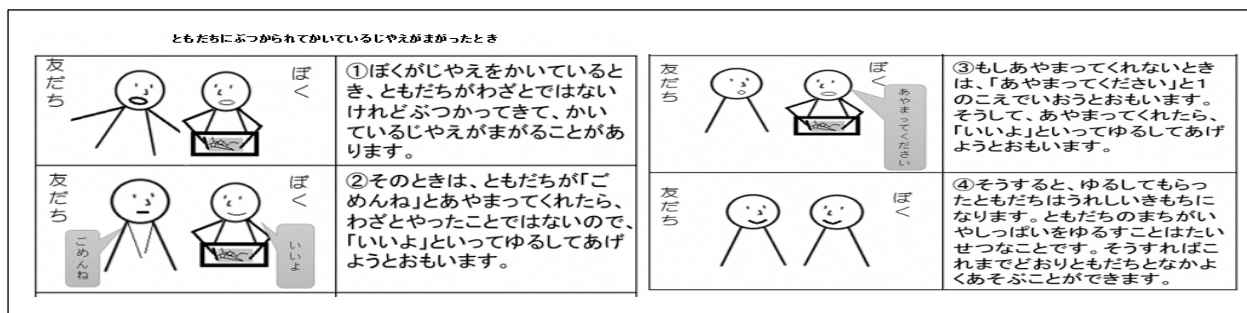 ともだちにぶつかられてかいているじやえがまがったとき
友だち
ぼく
①ぼくがじやえをかいていると
き、ともだちがわざとではない
けれどぶつかってきて、かい
ているじやえがまがることがあ
ります。
友だち
ぼく
ごめんね
いいよ
②そのときは、ともだちが「ご
めんね」とあやまってくれたら、
わざとやったことではないので、
「いいよ」といってゆるしてあげ
ようとおもいます。
友だち
ぼく
あやまってください
③もしあやまってくれないとき
は、「あやまってください」と1
のこえでいおうとおもいます。
そうして、あやまってくれたら、
「いいよ」といってゆるしてあげ
ようとおもいます。
友だち
ぼく
④そうすると、ゆるしてもらっ
たともだちはうれしいきもちに
なります。ともだちのまちがい
やしっぱいをゆるすことはたい
せつなことです。そうすればこ
れまでどおりともだちとなかよ
くあそぶことができます。